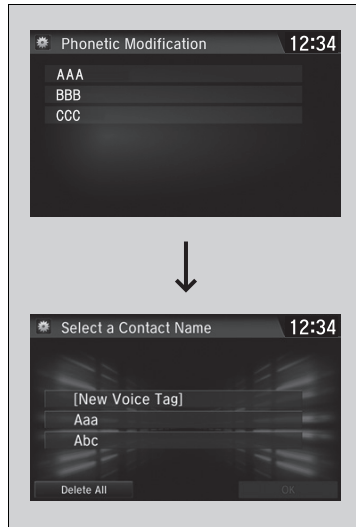 Phonetic Modification 12:34
AAA
BBB
CCC
Select a Contact Name 12:34
[New Voice Tag]
Aaa
Abc
Delete All OK